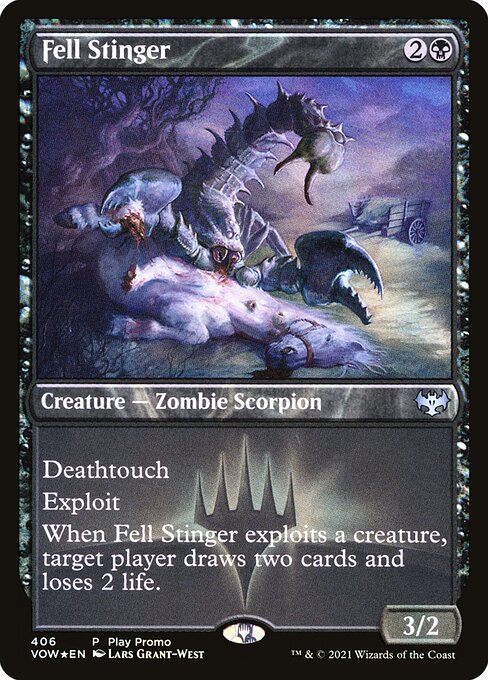 Fell Stinger 2
Creature — Zombie Scorpion
Deathtouch
Exploit
When Fell Stinger exploits a creature,
target player draws two cards and
loses 2 life.
3/2
406 P Play Promo
VOW★EN Lars Grant-West
™ & © 2021 Wizards of the Coast